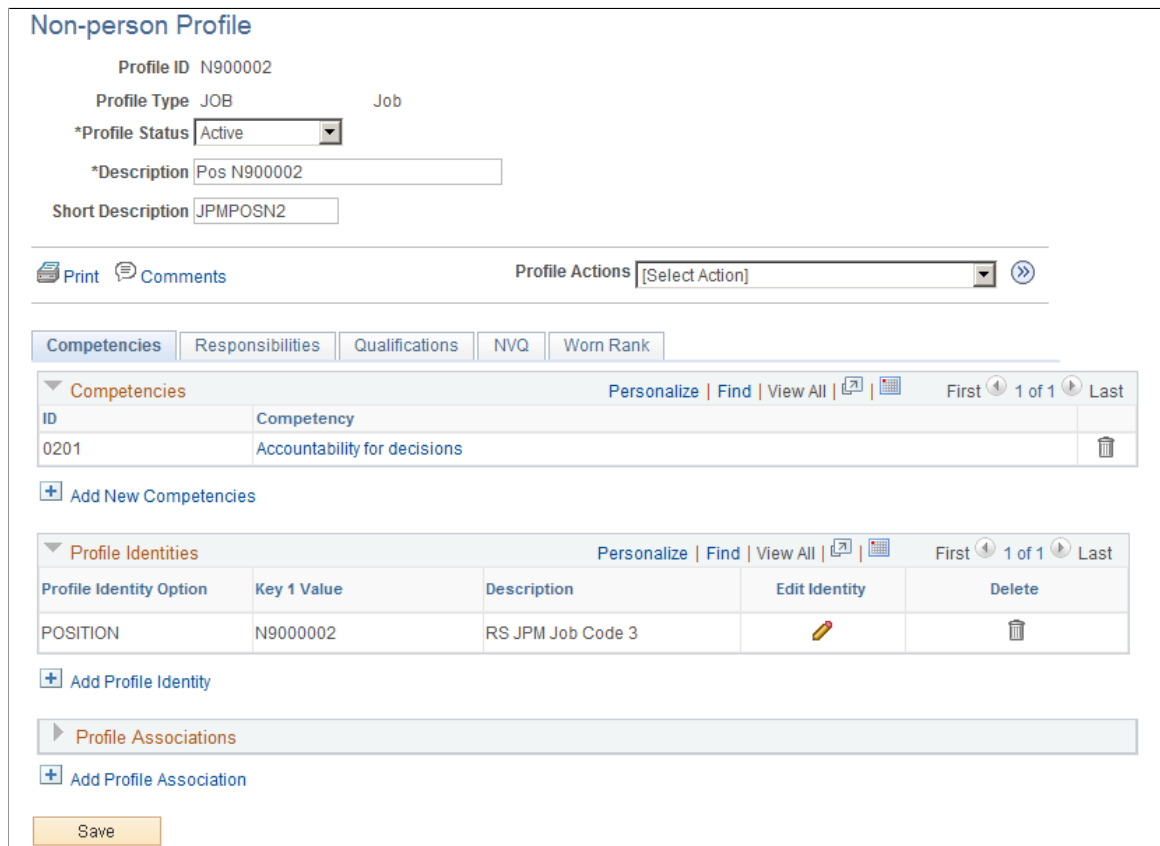 Non-person Profile
Profile ID N900002
Profile Type JOB Job
*Profile Status Active
*Description Pos N900002
Short Description JPMPOSN2
Print Comments Profile Actions [Select Action]
Competencies Responsibilities Qualifications NVQ Worn Rank
Competencies Personalize | Find | View All | | First 1 of 1 Last
ID Competency
0201 Accountability for decisions
Add New Competencies
Profile Identities Personalize | Find | View All | | First 1 of 1 Last
Profile Identity Option Key 1 Value Description Edit Identity Delete
POSITION N9000002 RS JPM Job Code 3
Add Profile Identity
Profile Associations
Add Profile Association
Save